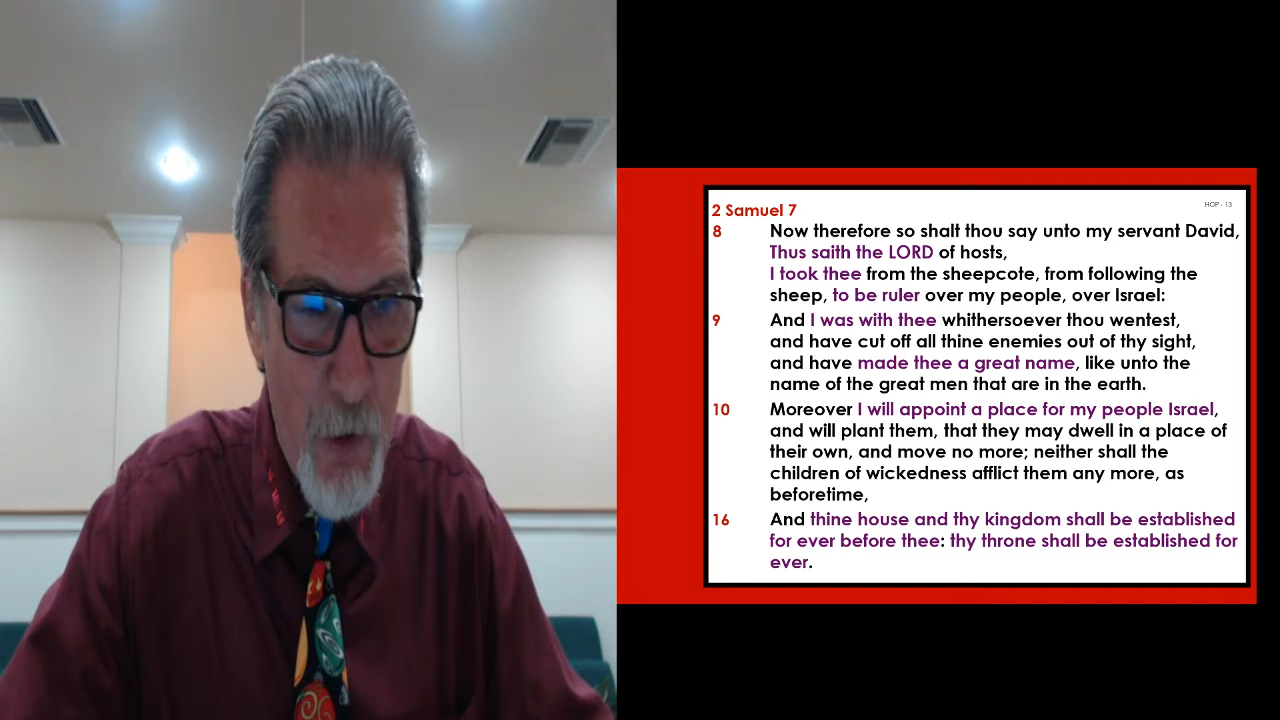 2 Samuel 7
HOP - 13
8 Now therefore so shalt thou say unto my servant David,
Thus saith the LORD of hosts,
I took thee from the sheepcote, from following the
sheep, to be ruler over my people, over Israel:
9 And I was with thee whithersoever thou wentest,
and have cut off all thine enemies out of thy sight,
and have made thee a great name, like unto the
name of the great men that are in the earth.
10 Moreover I will appoint a place for my people Israel,
and will plant them, that they may dwell in a place of
their own, and move no more; neither shall the
children of wickedness afflict them any more, as
beforetime,
16 And thine house and thy kingdom shall be established
for ever before thee: thy throne shall be established for
ever.